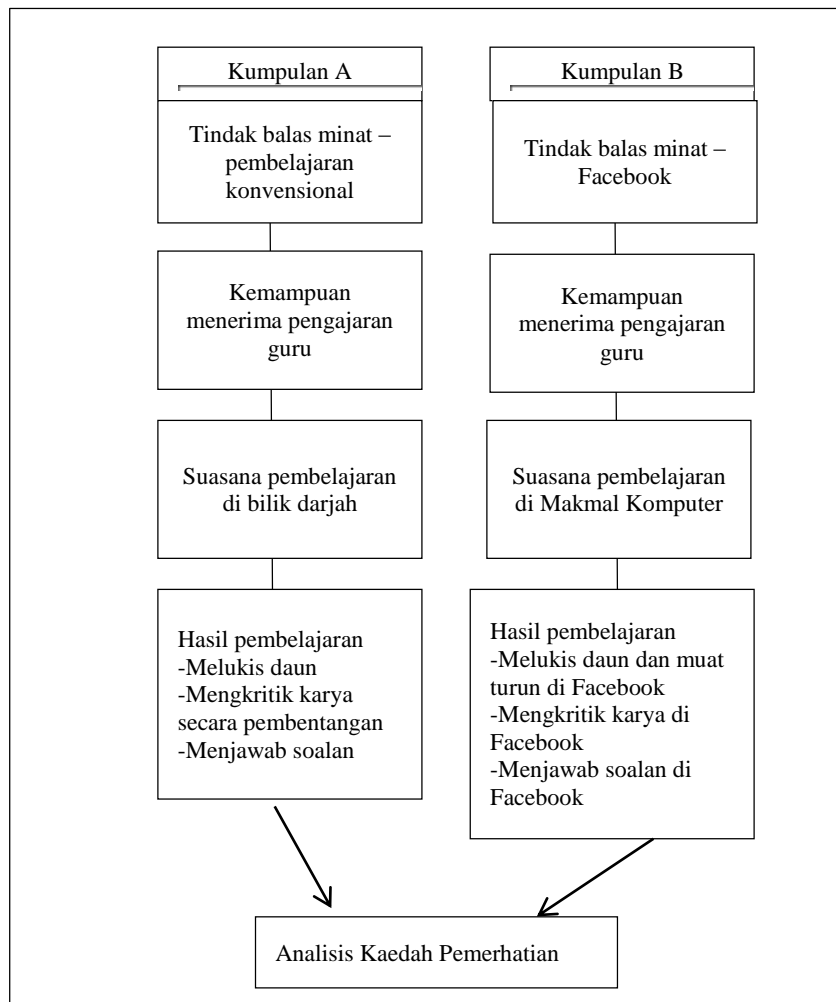 Kumpulan A
Tindak balas minat –
pembelajaran
konvensional
Kemampuan
menerima pengajaran
guru
Suasana pembelajaran
di bilik darjah
Hasil pembelajaran
-Melukis daun
-Mengkritik karya
secara pembentangan
-Menjawab soalan
Kumpulan B
Tindak balas minat –
Facebook
Kemampuan
menerima pengajaran
guru
Suasana pembelajaran
di Makmal Komputer
Hasil pembelajaran
-Melukis daun dan muat
turun di Facebook
-Mengkritik karya di
Facebook
-Menjawab soalan di
Facebook
Analisis Kaedah Pemerhatian